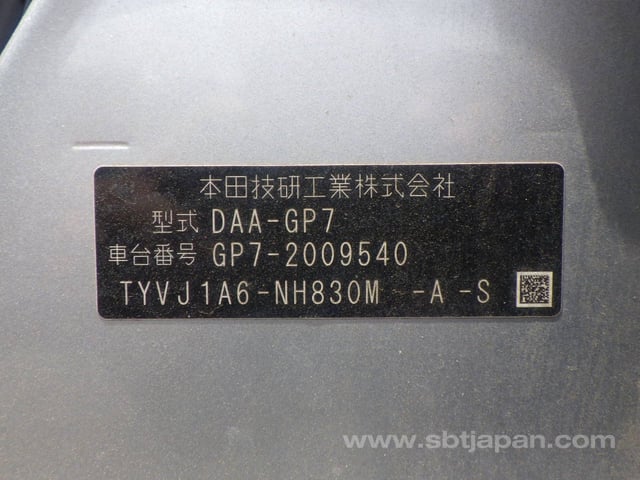 本田技研工業株式会社
型式 DAA-GP7
車台番号 GP7-2009540
TYVJ1A6-NH830M -A -S
www.sbtjapan.com